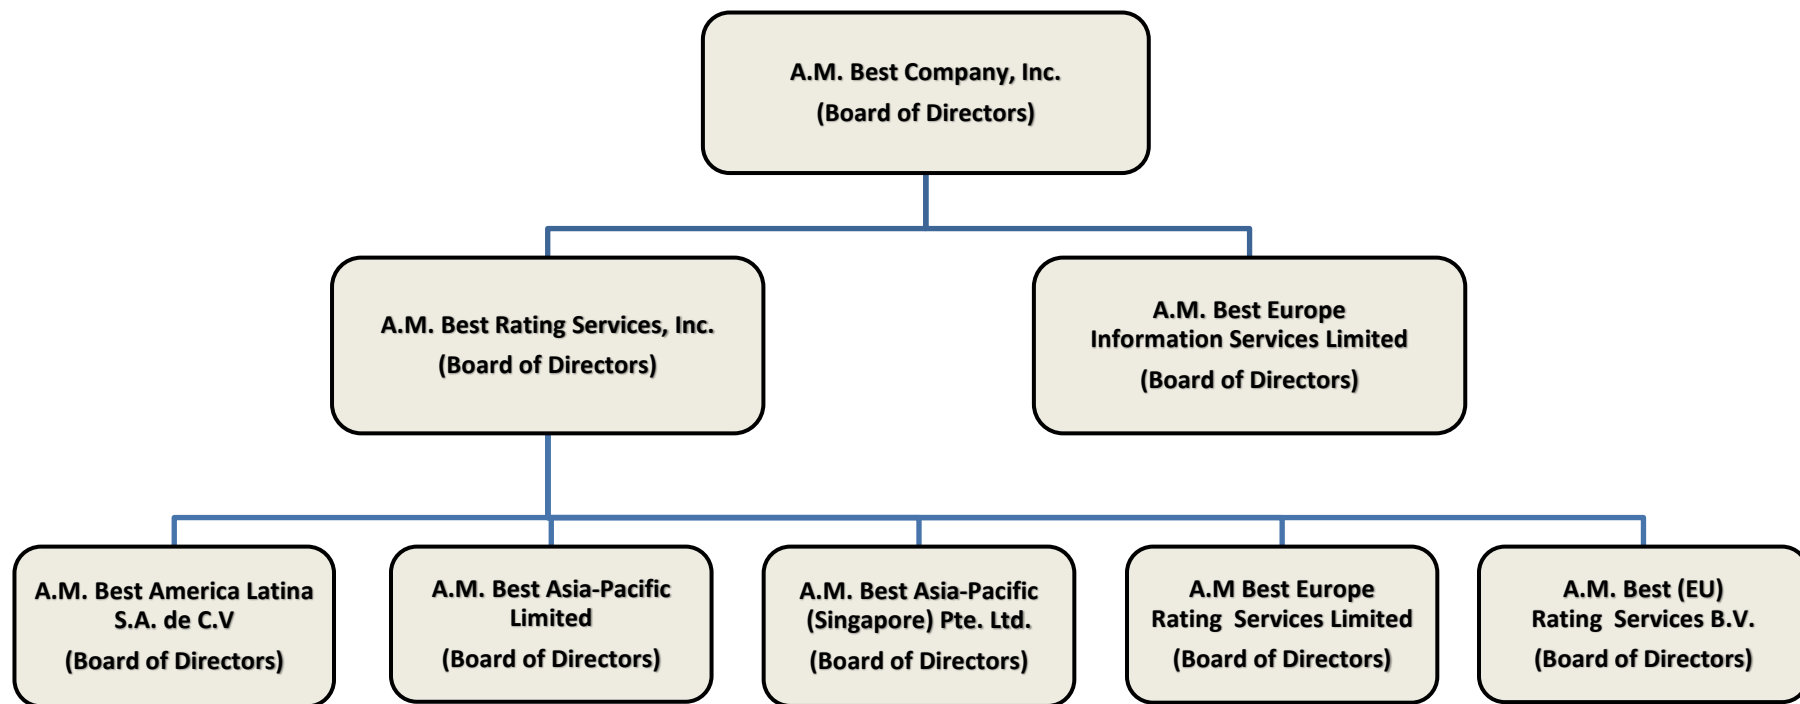 A.M. Best Company, Inc.
(Board of Directors)
A.M. Best Rating Services, Inc.
(Board of Directors)
A.M. Best Europe
Information Services Limited
(Board of Directors)
A.M. Best America Latina
S.A. de C.V
(Board of Directors)
A.M. Best Asia-Pacific
Limited
(Board of Directors)
A.M. Best Asia-Pacific
(Singapore) Pte. Ltd.
(Board of Directors)
A.M Best Europe
Rating  Services Limited
(Board of Directors)
A.M. Best (EU)
Rating  Services B.V.
(Board of Directors)